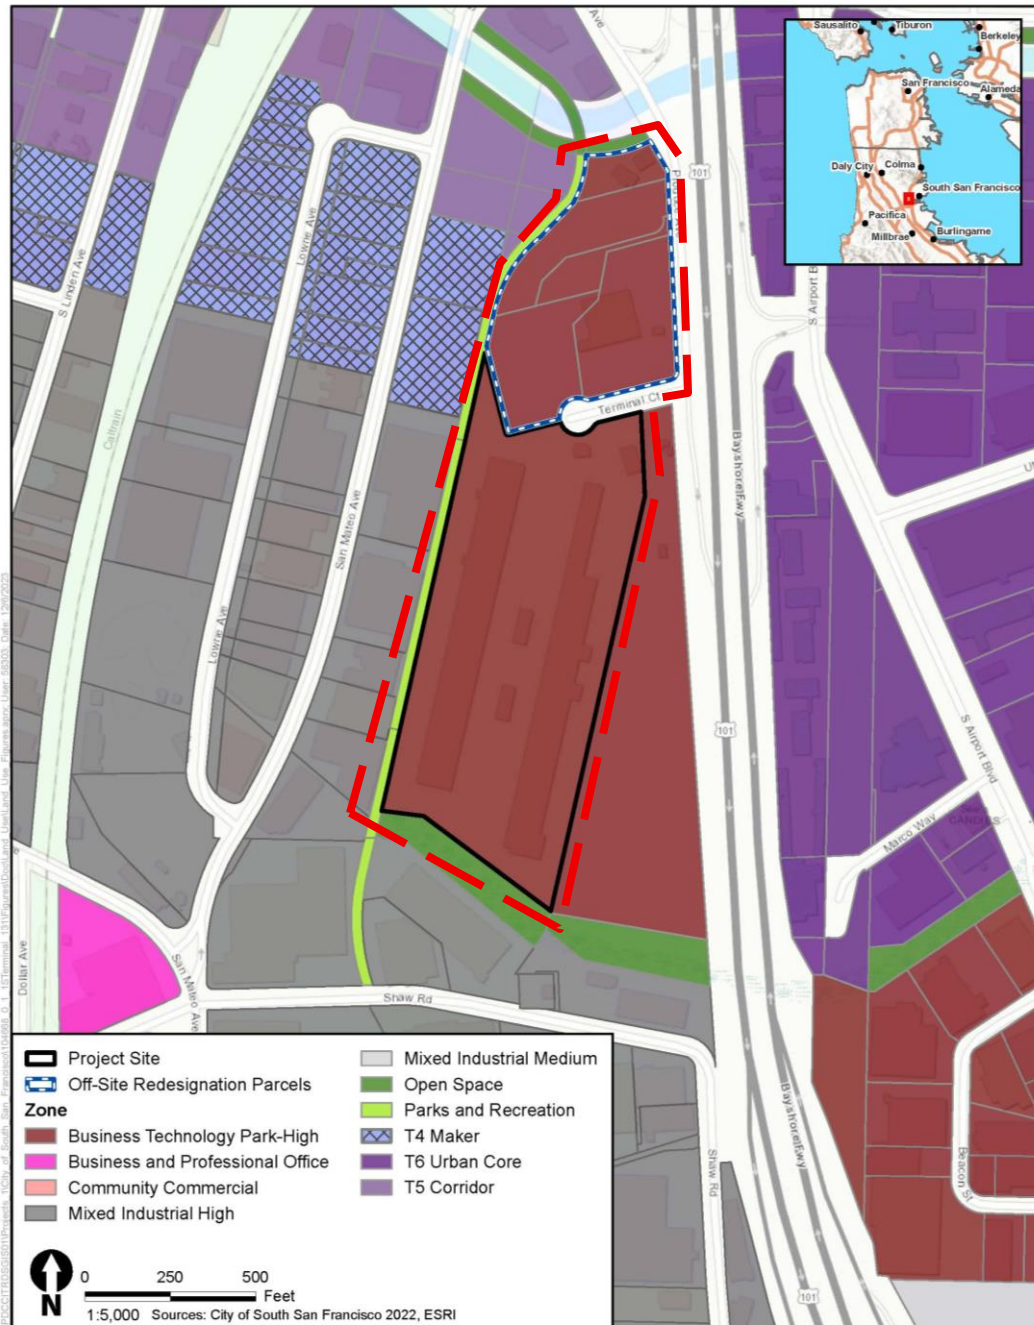 Sausalito
Tiburon
Berkeley
San Francisco
Alameda
Daly City
Colma
South San Francisco
Pacifica
Millbrae
Burlingame
Ave
101
S Linden Ave
Lowrie Ave
S Airport B
Caltrain
Terminal Ct
Bayshore Fwy
San Mateo Ave
Lowrie Ave
101
S Airport Blvd
Marco Way
Dollar Ave
San Mateo Ave
Shaw Rd
Shaw Rd
Bayshore Fwy
Beacon St
101
Project Site
Off-Site Redesignation Parcels
Zone
Business Technology Park-High
Business and Professional Office
Community Commercial
Mixed Industrial High
Mixed Industrial Medium
Open Space
Parks and Recreation
T4 Maker
T6 Urban Core
T5 Corridor
N
0 250 500
Feet
1:5,000 Sources: City of South San Francisco 2022, ESRI